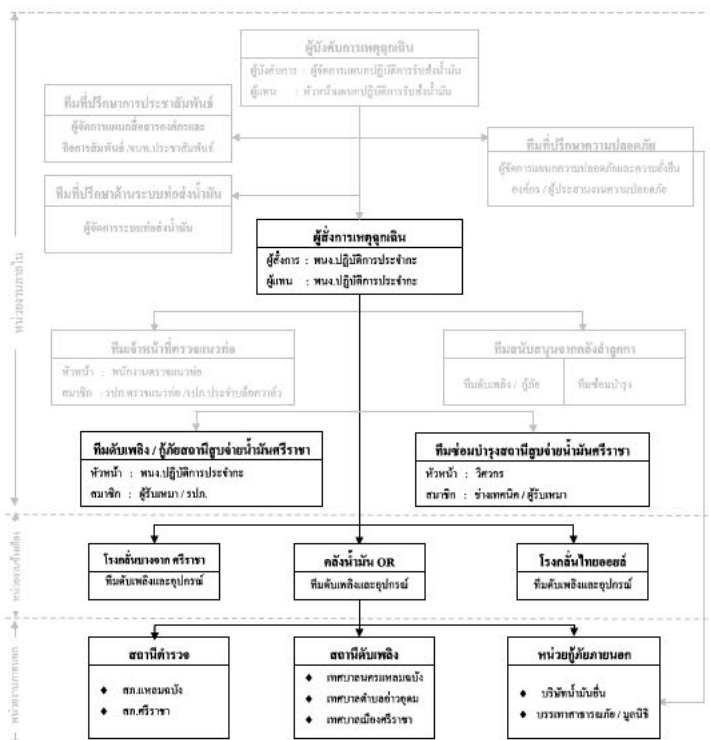 ผู้บังคับการเหตุฉุกเฉิน
ผู้บังคับการ : ผู้จัดการแผนกปฏิบัติการรับส่งน้ำมัน
ผู้แทน : หัวหน้าแผนกปฏิบัติการรับส่งน้ำมัน
ทีมที่ปรึกษาการประชาสัมพันธ์
ผู้จัดการแผนกสื่อสารองค์กรและ
กิจการสัมพันธ์ /จนท.ประชาสัมพันธ์
ทีมที่ปรึกษาความปลอดภัย
ผู้จัดการแผนกความปลอดภัยและความยั่งยืน
องค์กร / ผู้ประสานงานความปลอดภัย
ทีมที่ปรึกษาด้านระบบท่อส่งน้ำมัน
ผู้จัดการระบบท่อส่งน้ำมัน
ผู้สั่งการเหตุฉุกเฉิน
ผู้สั่งการ : พนง.ปฏิบัติการประจำกะ
ผู้แทน : พนง.ปฏิบัติการประจำกะ
หน่วยงานภายใน
ทีมเจ้าหน้าที่ตรวจแนวท่อ
หัวหน้า : พนักงานตรวจแนวท่อ
สมาชิก : รปภ.ตรวจแนวท่อ /รปภ.ประจำบล็อควาล์ว
ทีมสนับสนุนจากคลังลำลูกกา
ทีมดับเพลิง / กู้ภัย
ทีมซ่อมบำรุง
ทีมดับเพลิง / กู้ภัยสถานีสูบจ่ายน้ำมันศรีราชา
หัวหน้า : พนง.ปฏิบัติการประจำกะ
สมาชิก : ผู้รับเหมา / รปภ.
ทีมซ่อมบำรุงสถานีสูบจ่ายน้ำมันศรีราชา
หัวหน้า : วิศวกร
สมาชิก : ช่างเทคนิค / ผู้รับเหมา
หน่วยงานข้างเคียง
โรงกลั่นบางจาก ศรีราชา
ทีมดับเพลิงและอุปกรณ์
คลังน้ำมัน OR
ทีมดับเพลิงและอุปกรณ์
โรงกลั่นไทยออยล์
ทีมดับเพลิงและอุปกรณ์
หน่วยงานภายนอก
สถานีตำรวจ
♦ สภ.แหลมฉบัง
♦ สภ.ศรีราชา
สถานีดับเพลิง
♦ เทศบาลนครแหลมฉบัง
♦ เทศบาลตำบลอ่าวอุดม
♦ เทศบาลเมืองศรีราชา
หน่วยกู้ภัยภายนอก
♦ บริษัทน้ำมันอื่น
♦ บรรเทาสาธารณภัย / มูลนิธิ